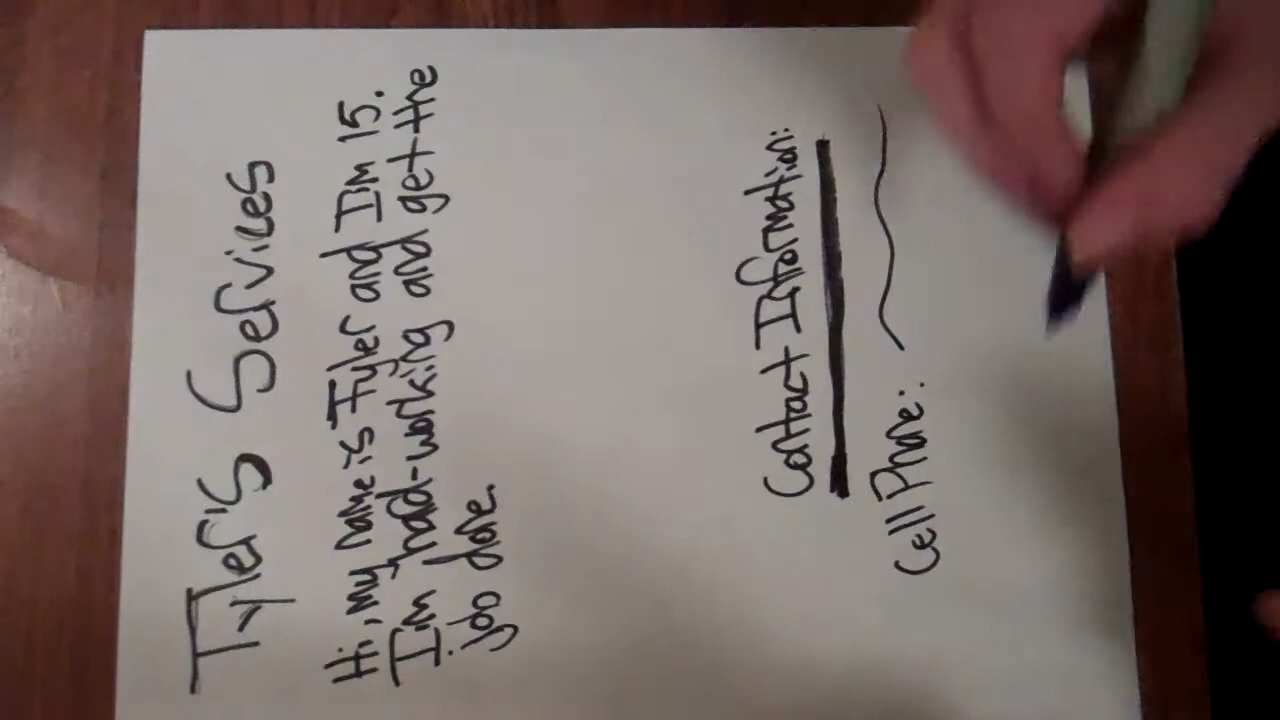 Tyler's Services
Hi, my name is Tyler and I'm 15.
I'm hard-working and get the
job done.
Contact Information:
Cell Phone: